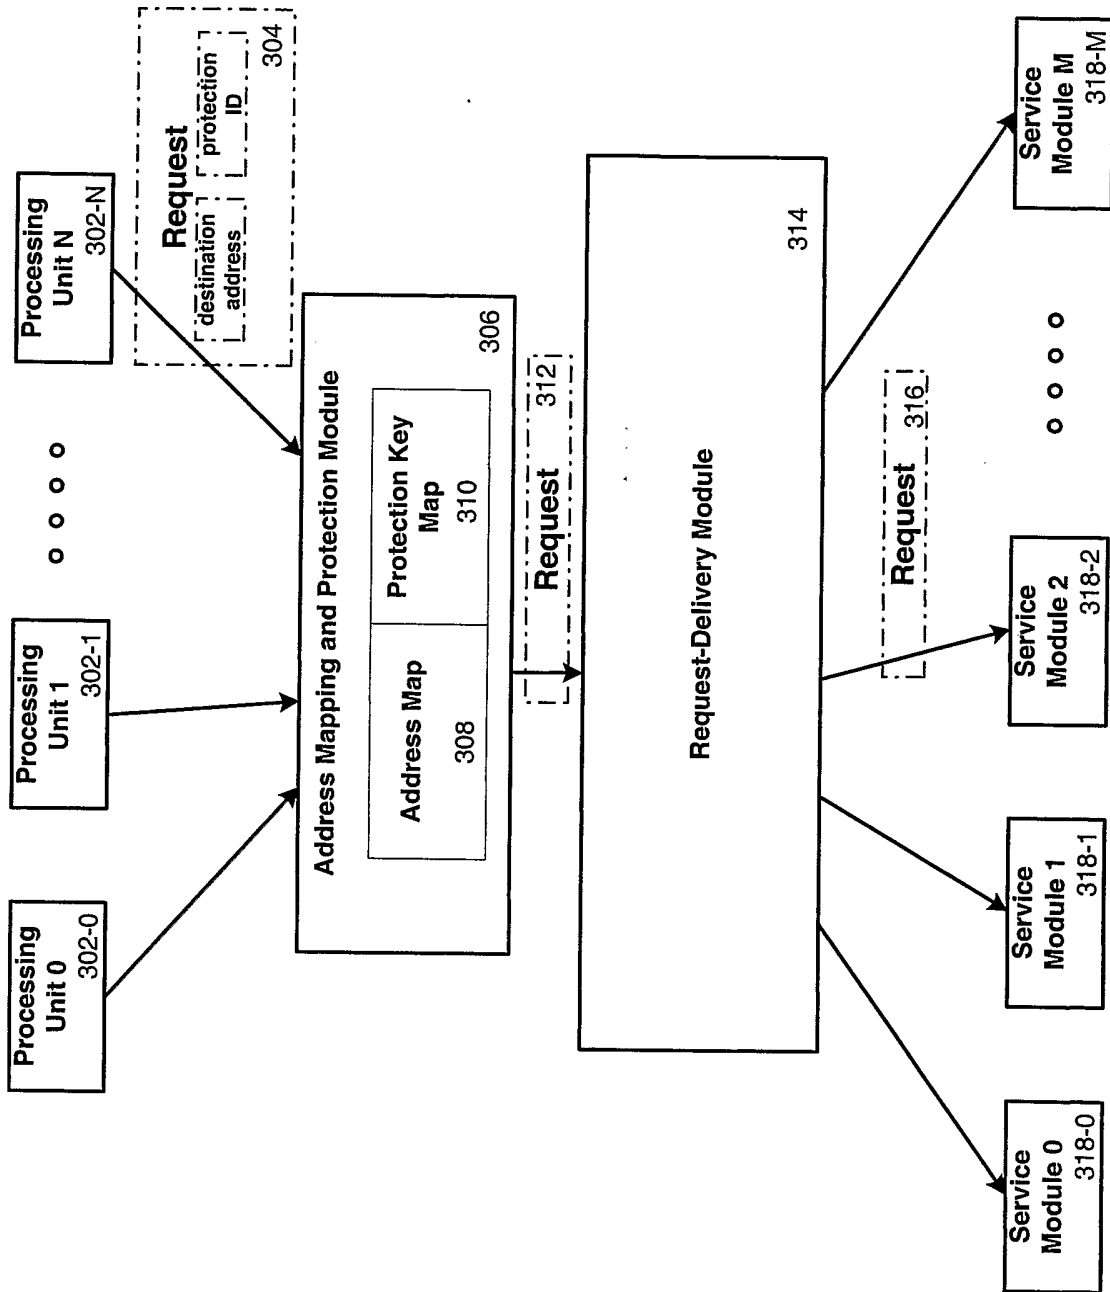 Processing
Unit 0
302-0
Processing
Unit 1
302-1
Processing
Unit N
302-N
Request
destination
address
protection
ID
304
Address Mapping and Protection Module
306
Address Map
308
Protection Key
Map
310
Request
312
Request-Delivery Module
314
Request
316
Service
Module 0
318-0
Service
Module 1
318-1
Service
Module 2
318-2
Service
Module M
318-M